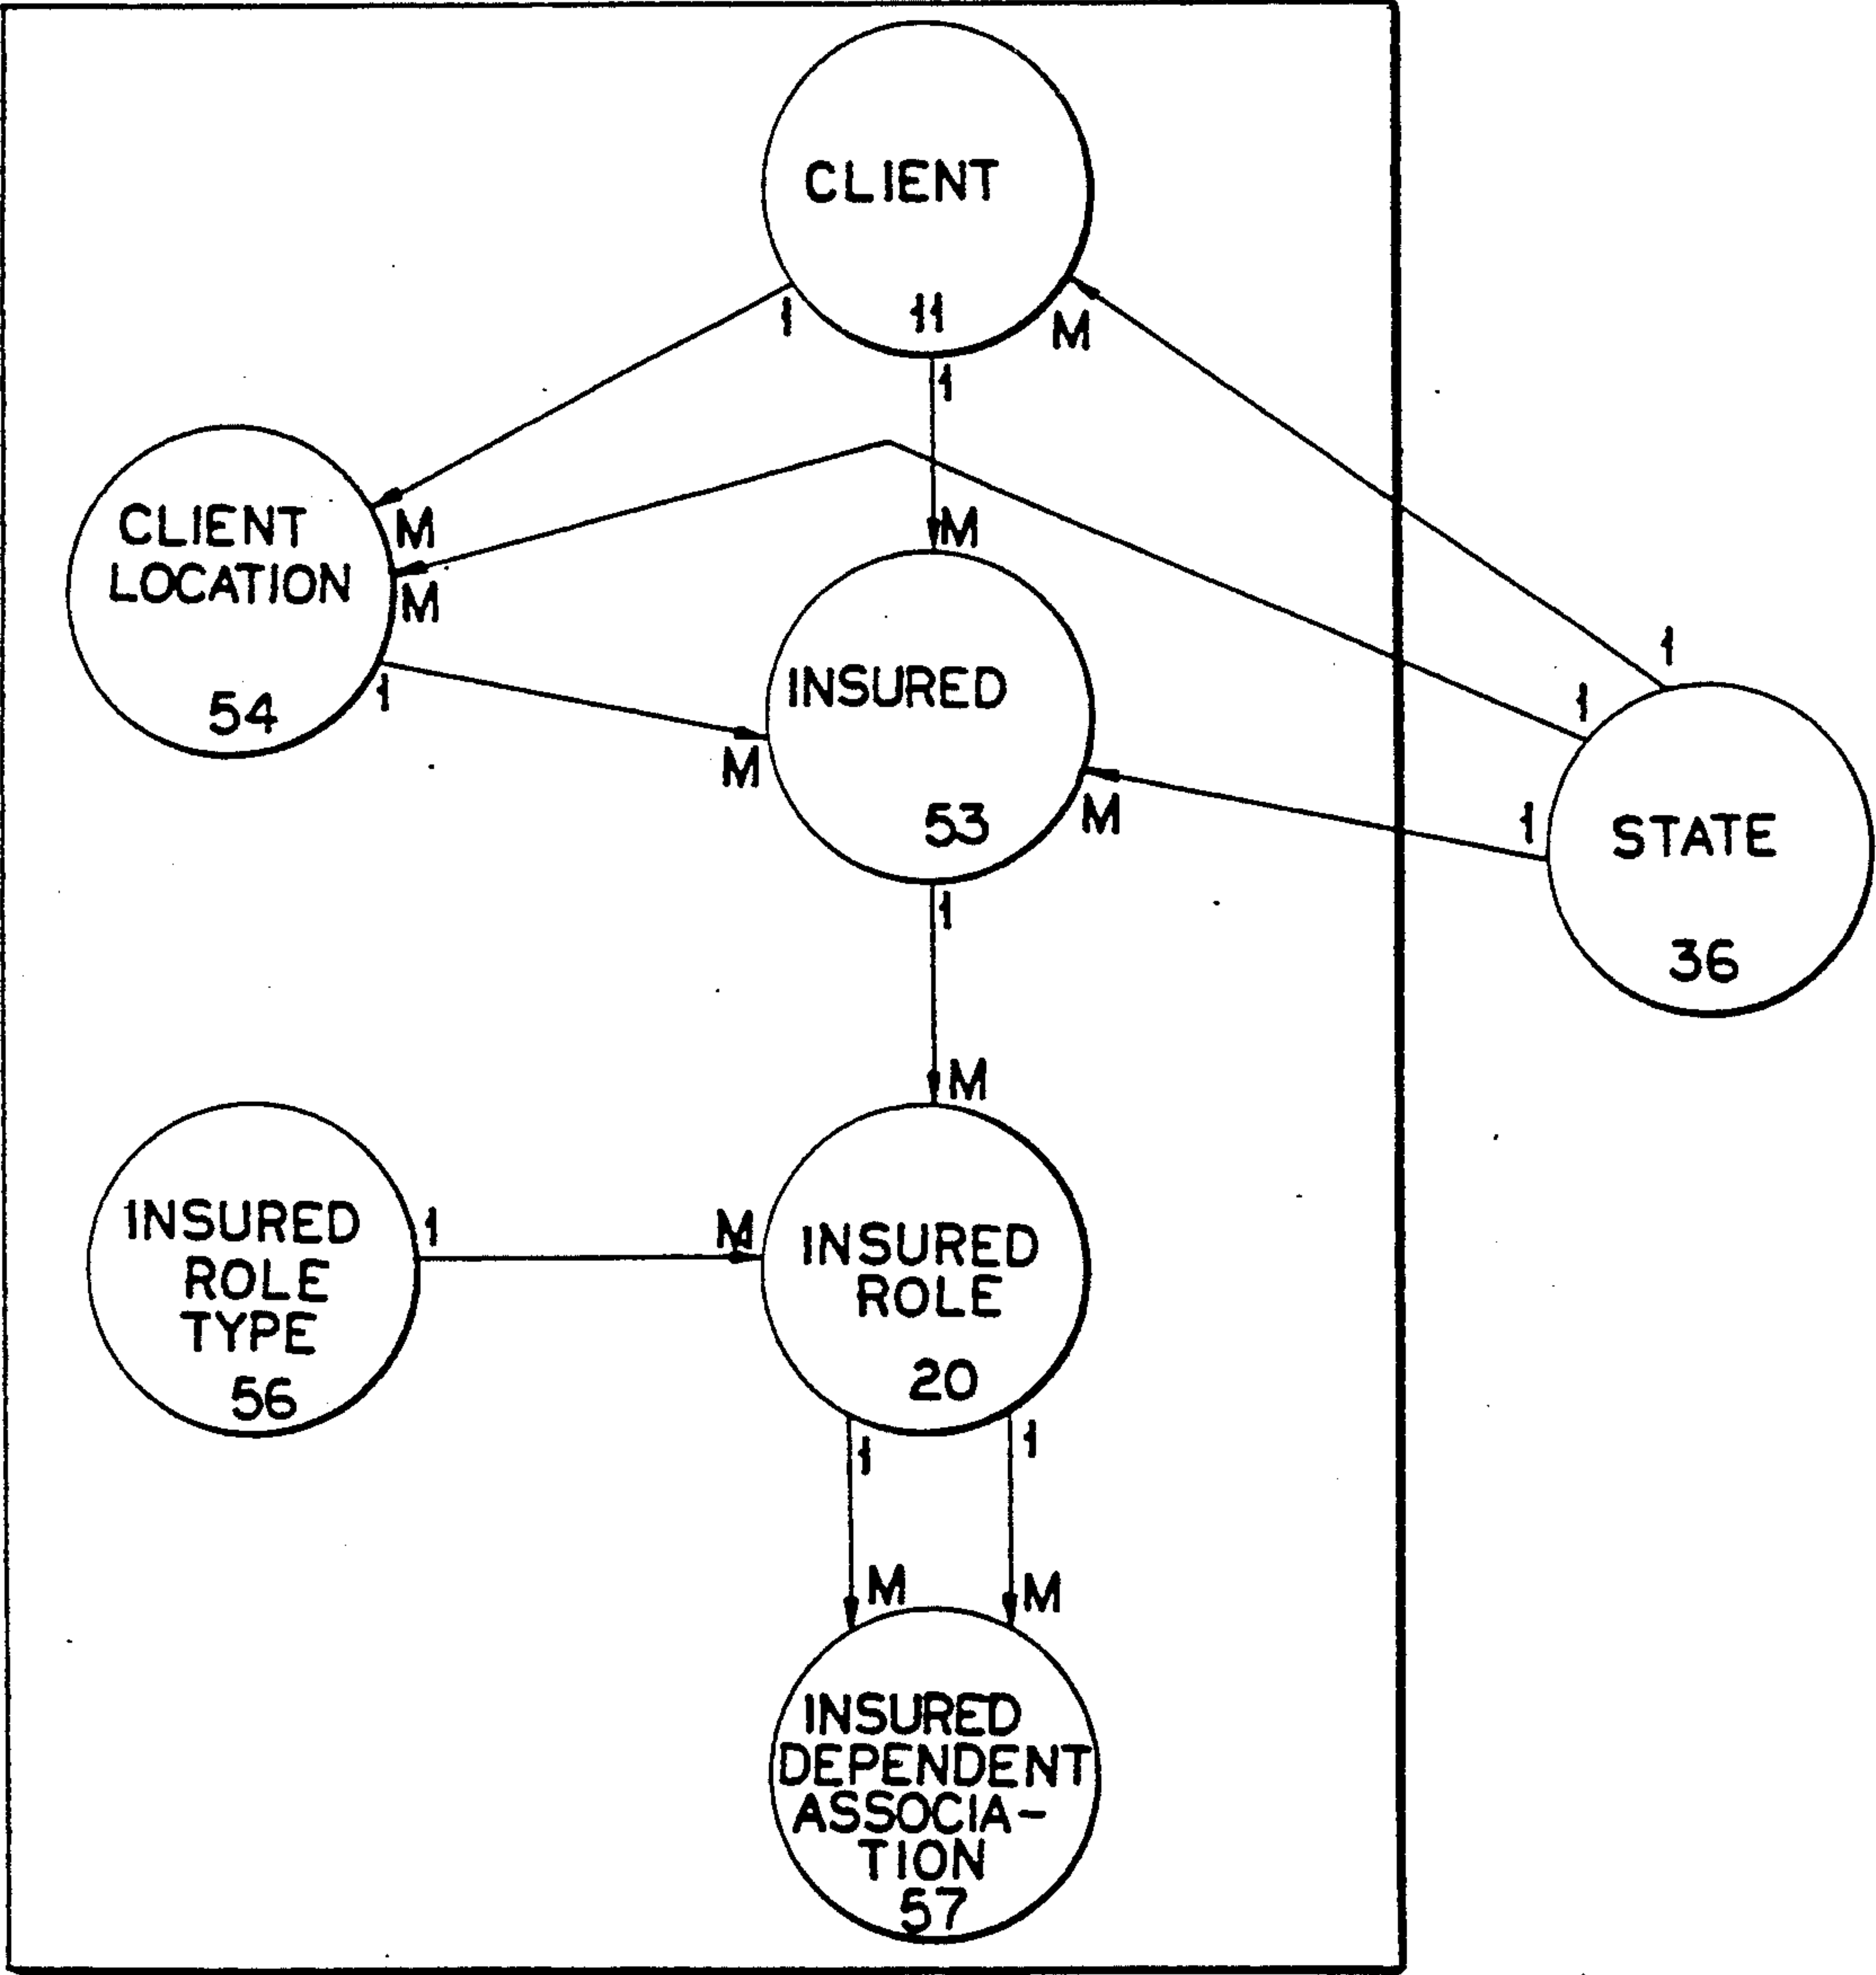 CLIENT
11
1
M
1
CLIENT
LOCATION
54
M
M
1
M
INSURED
53
M
M
1
1
1
1
STATE
36
1
M
INSURED
ROLE
TYPE
56
1
M
INSURED
ROLE
20
1
1
M
M
INSURED
DEPENDENT
ASSOCIA-
TION
57